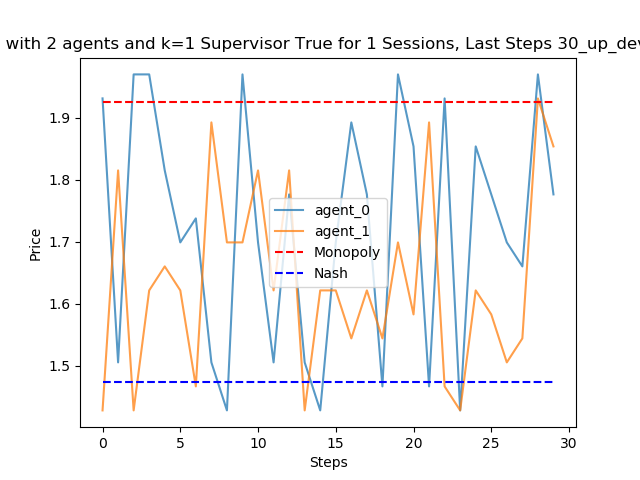 with 2 agents and k=1 Supervisor True for 1 Sessions, Last Steps 30_up_dev
1.9
1.8
1.7
1.6
1.5
Price
agent_0
agent_1
Monopoly
Nash
0 5 10 15 20 25 30
Steps